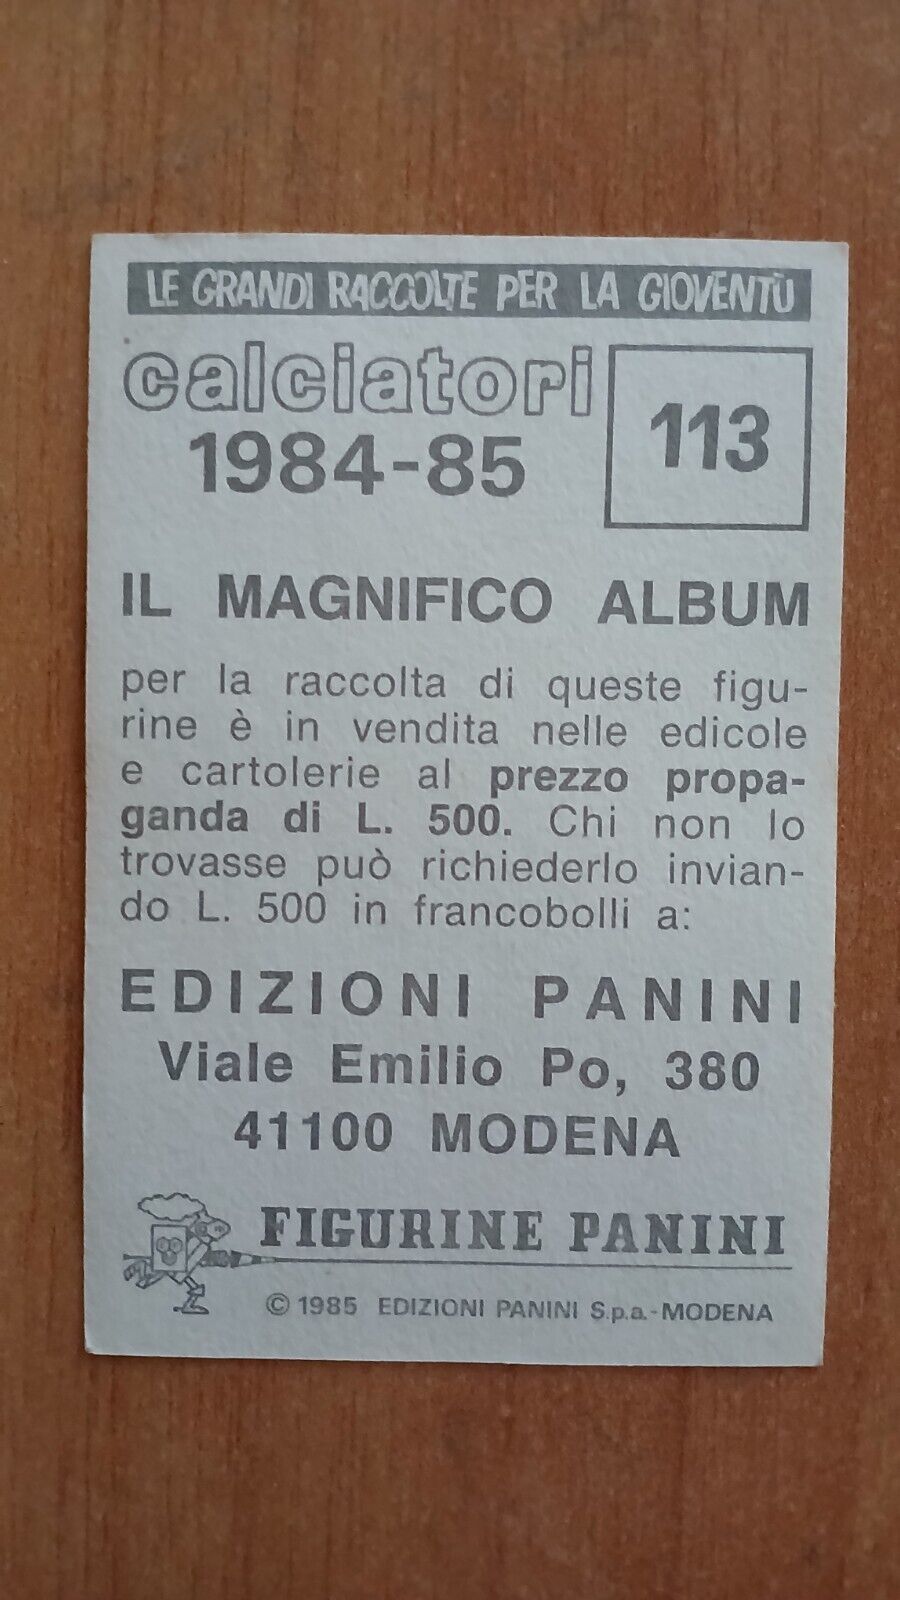 LE GRANDI RACCOLTE PER LA GIOVENTÙ
calciatori
1984-85
113
IL MAGNIFICO ALBUM
per la raccolta di queste figu-
rine è in vendita nelle edicole
e cartolerie al prezzo propa-
ganda di L. 500. Chi non lo
trovasse può richiederlo invian-
do L. 500 in francobolli a:
EDIZIONI PANINI
Viale Emilio Po, 380
41100 MODENA
FIGURINE PANINI
© 1985 EDIZIONI PANINI S.p.a.-MODENA